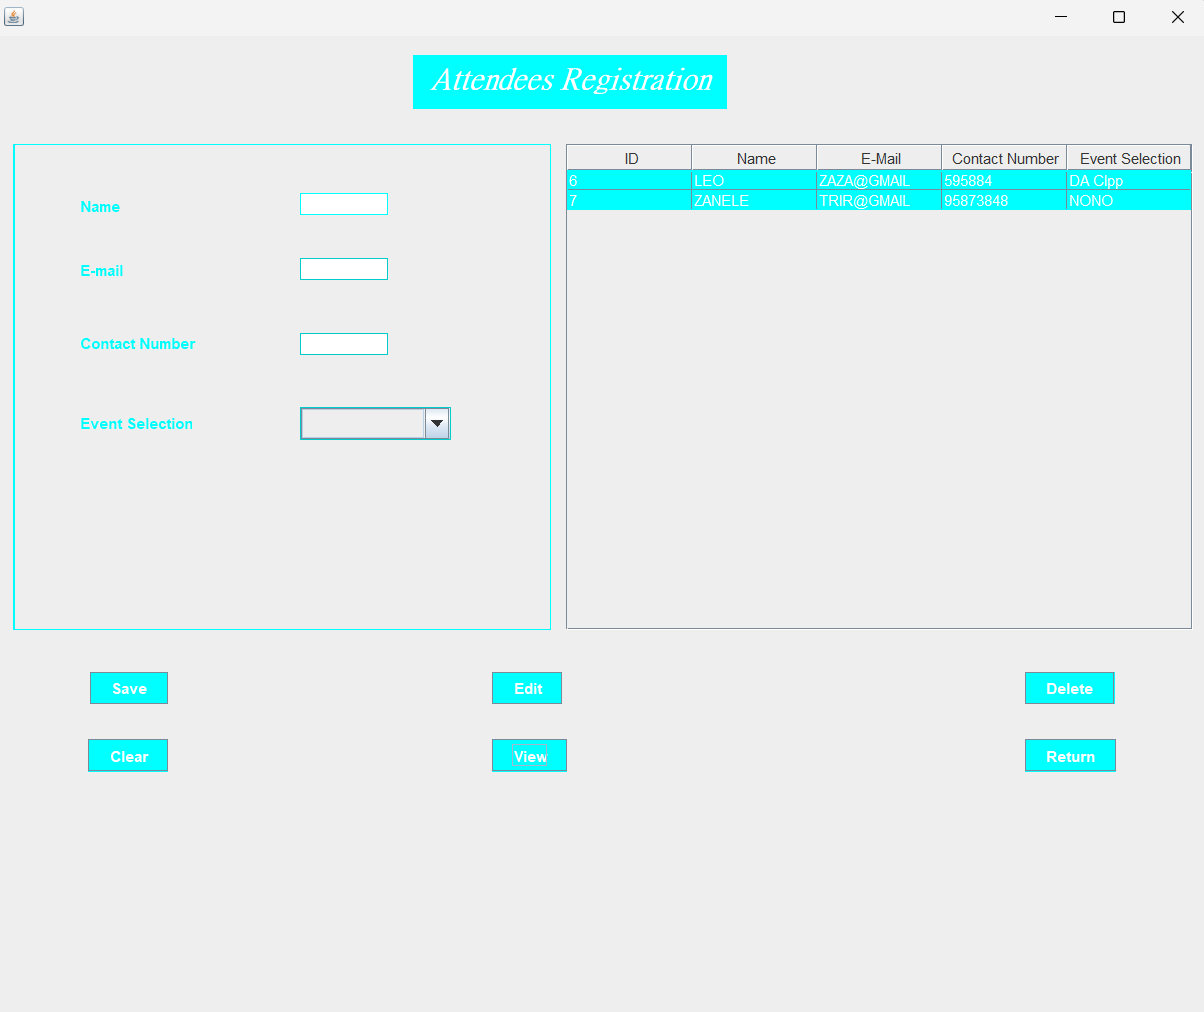 Attendees Registration
Name
E-mail
Contact Number
Event Selection
ID Name E-Mail Contact Number Event Selection
6 LEO ZAZA@GMAIL 595884 DA Clpp
7 ZANELE TRIR@GMAIL 95873848 NONO
Save Edit Delete
Clear View Return